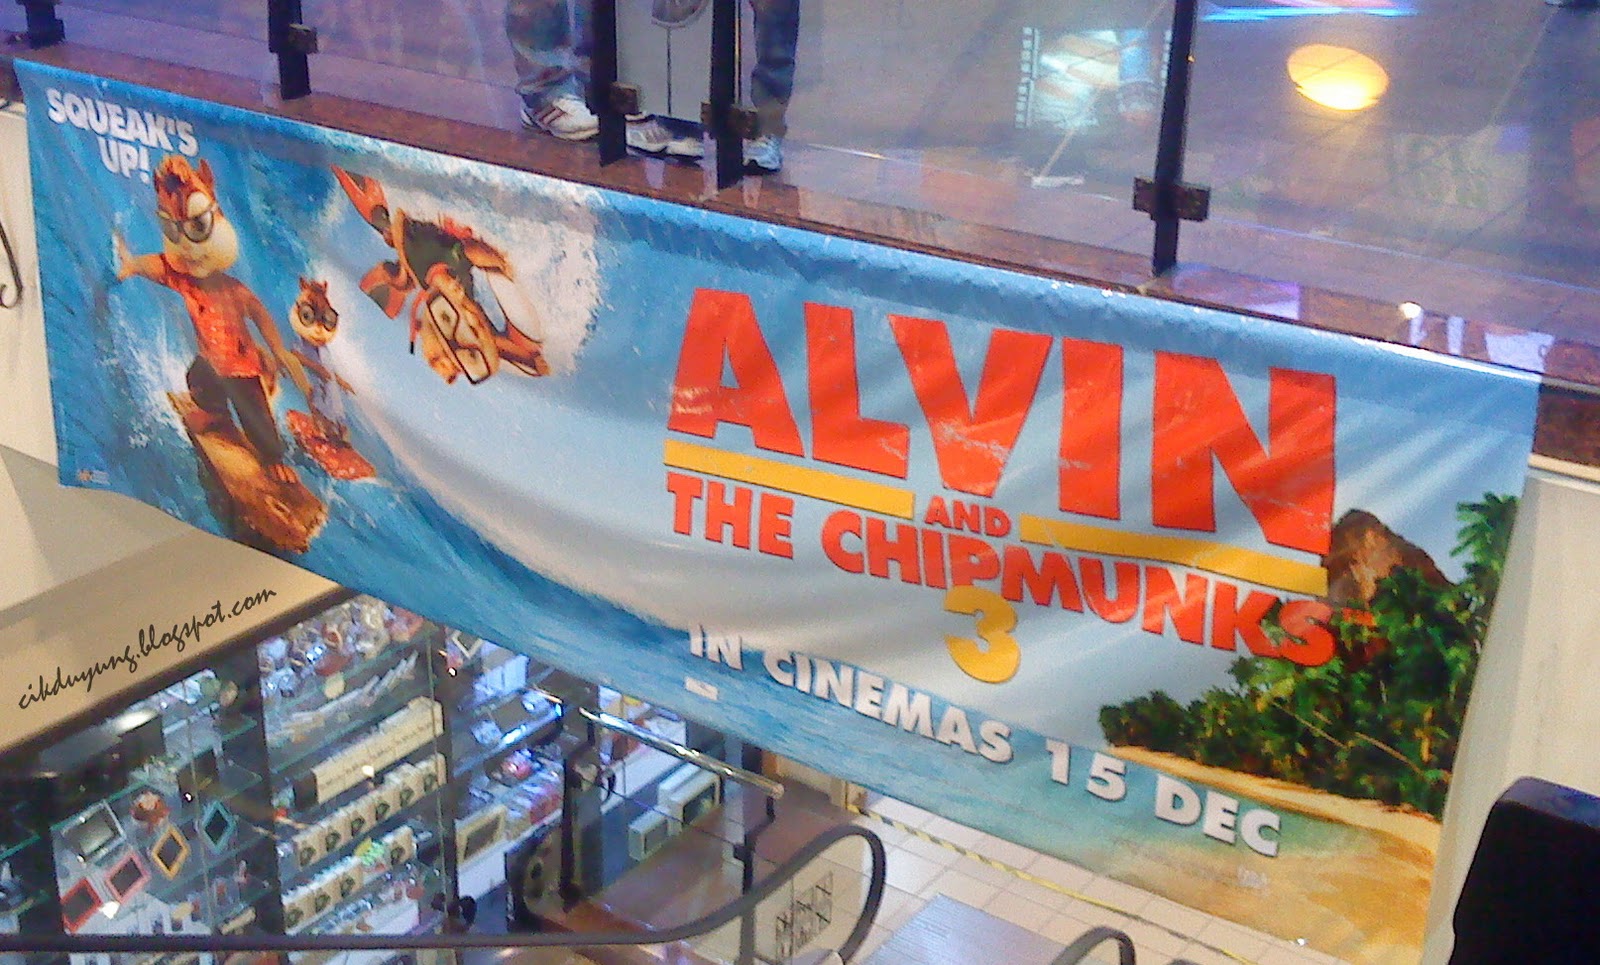 SQUEAK'S
UP!
ALVIN
AND
THE CHIPMUNKS
3
IN CINEMAS 15 DEC
cikduyung.blogspot.com